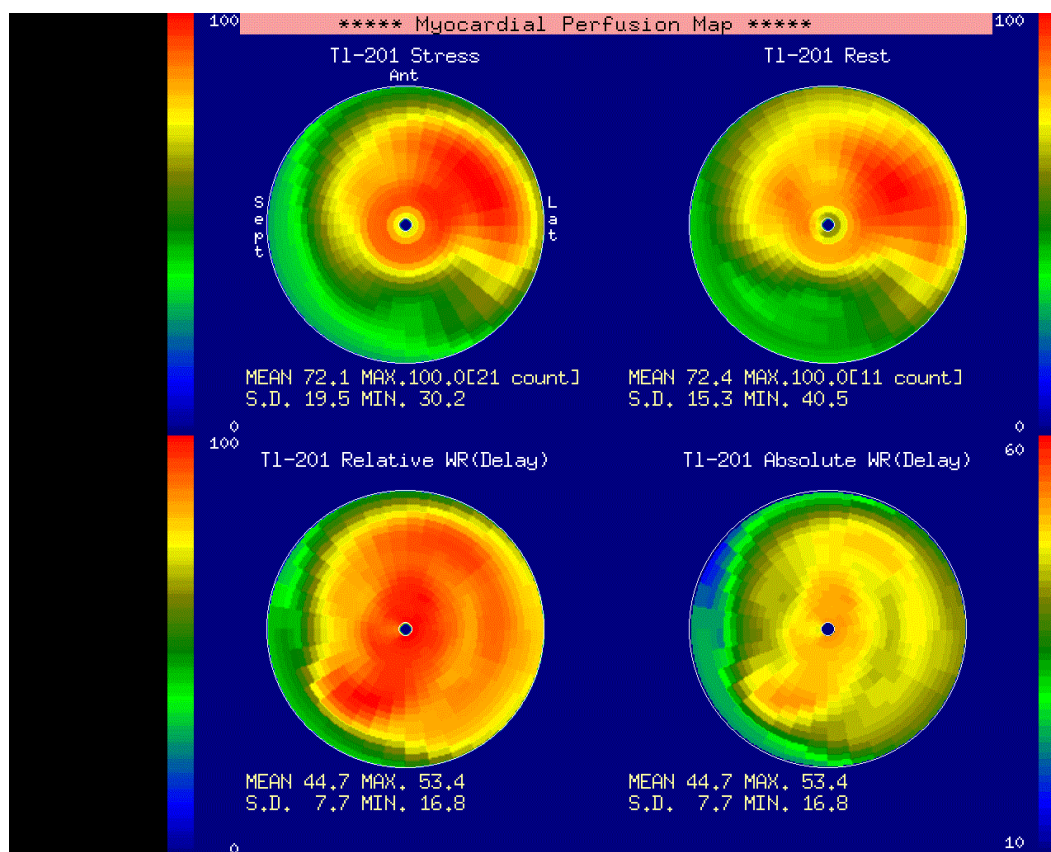 100 ***** Myocardial Perfusion Map ***** 100
Tl-201 Stress Tl-201 Rest
Ant
Sept Lat
MEAN 72.1 MAX.100.0[21 count] MEAN 72.4 MAX.100.0[11 count]
S.D. 19.5 MIN. 30.2 S.D. 15.3 MIN. 40.5
0 0
100 60
Tl-201 Relative WR(Delay) Tl-201 Absolute WR(Delay)
MEAN 44.7 MAX. 53.4 MEAN 44.7 MAX. 53.4
S.D. 7.7 MIN. 16.8 S.D. 7.7 MIN. 16.8
0 10